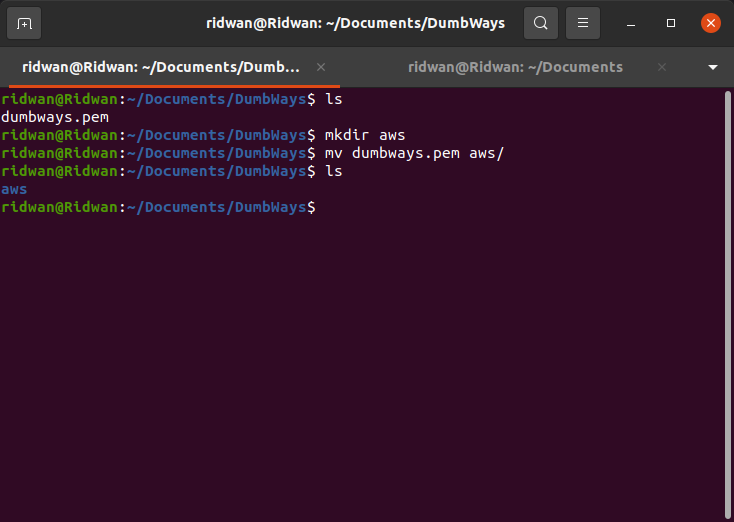 ridwan@Ridwan: ~/Documents/DumbWays
ridwan@Ridwan: ~/Documents/Dumb...
ridwan@Ridwan: ~/Documents
ridwan@Ridwan:~/Documents/DumbWays$ ls
dumbways.pem
ridwan@Ridwan:~/Documents/DumbWays$ mkdir aws
ridwan@Ridwan:~/Documents/DumbWays$ mv dumbways.pem aws/
ridwan@Ridwan:~/Documents/DumbWays$ ls
aws
ridwan@Ridwan:~/Documents/DumbWays$